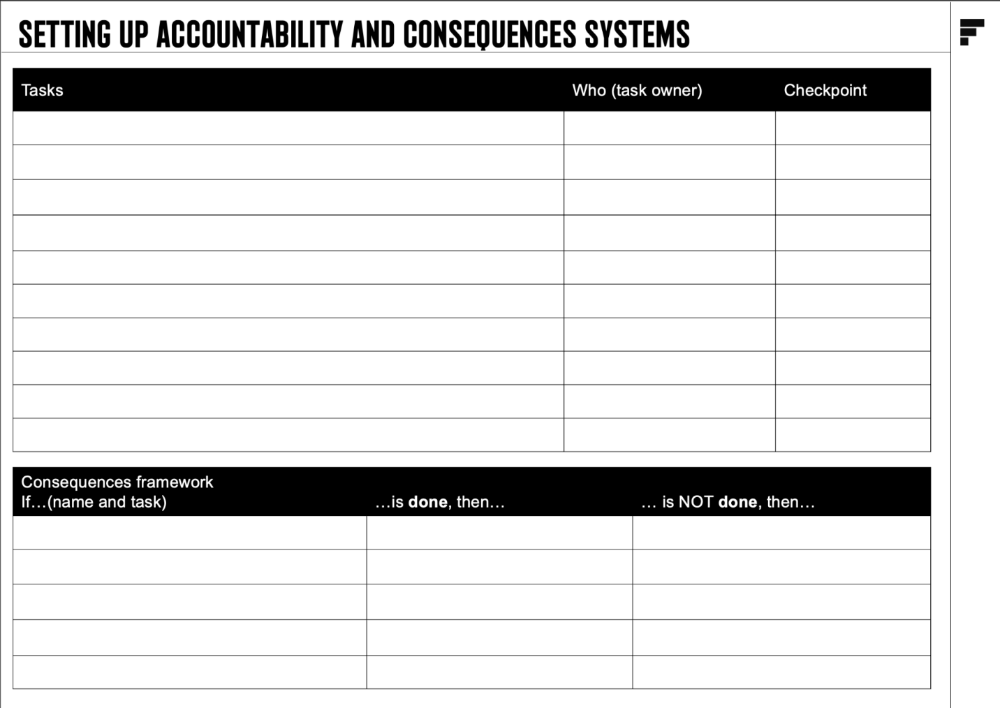 SETTING UP ACCOUNTABILITY AND CONSEQUENCES SYSTEMS
Tasks Who (task owner) Checkpoint
Consequences framework
If…(name and task) …is done, then… … is NOT done, then…